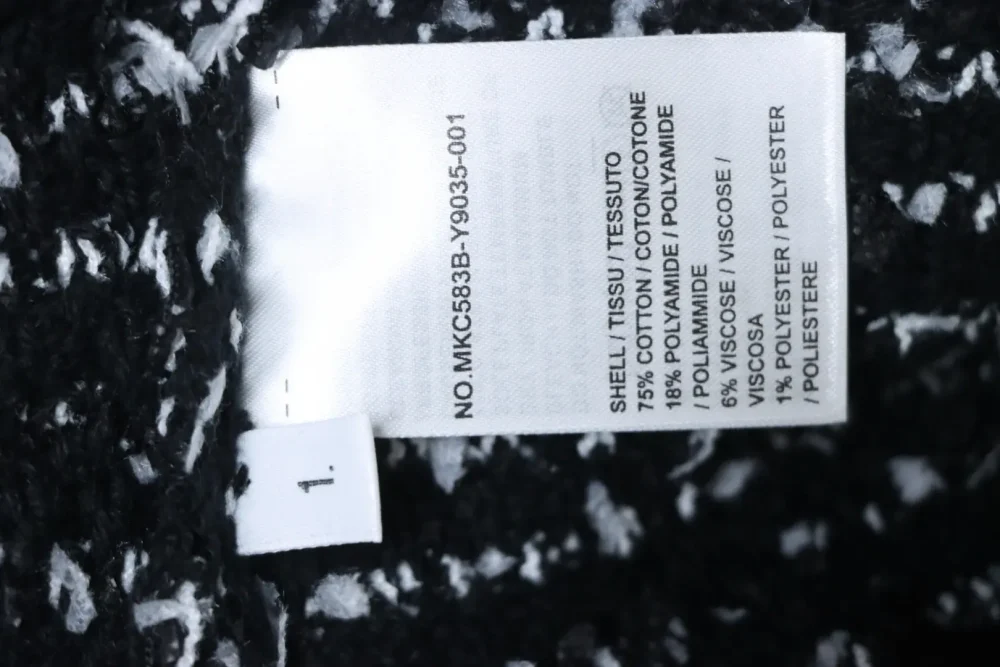 NO.MKC583B-Y9035-001
SHELL / TISSU / TESSUTO
75% COTTON / COTON/COTONE
18% POLYAMIDE / POLYAMIDE
/ POLIAMMIDE
6% VISCOSE / VISCOSE /
VISCOSA
1% POLYESTER / POLYESTER
/ POLIESTERE
1.